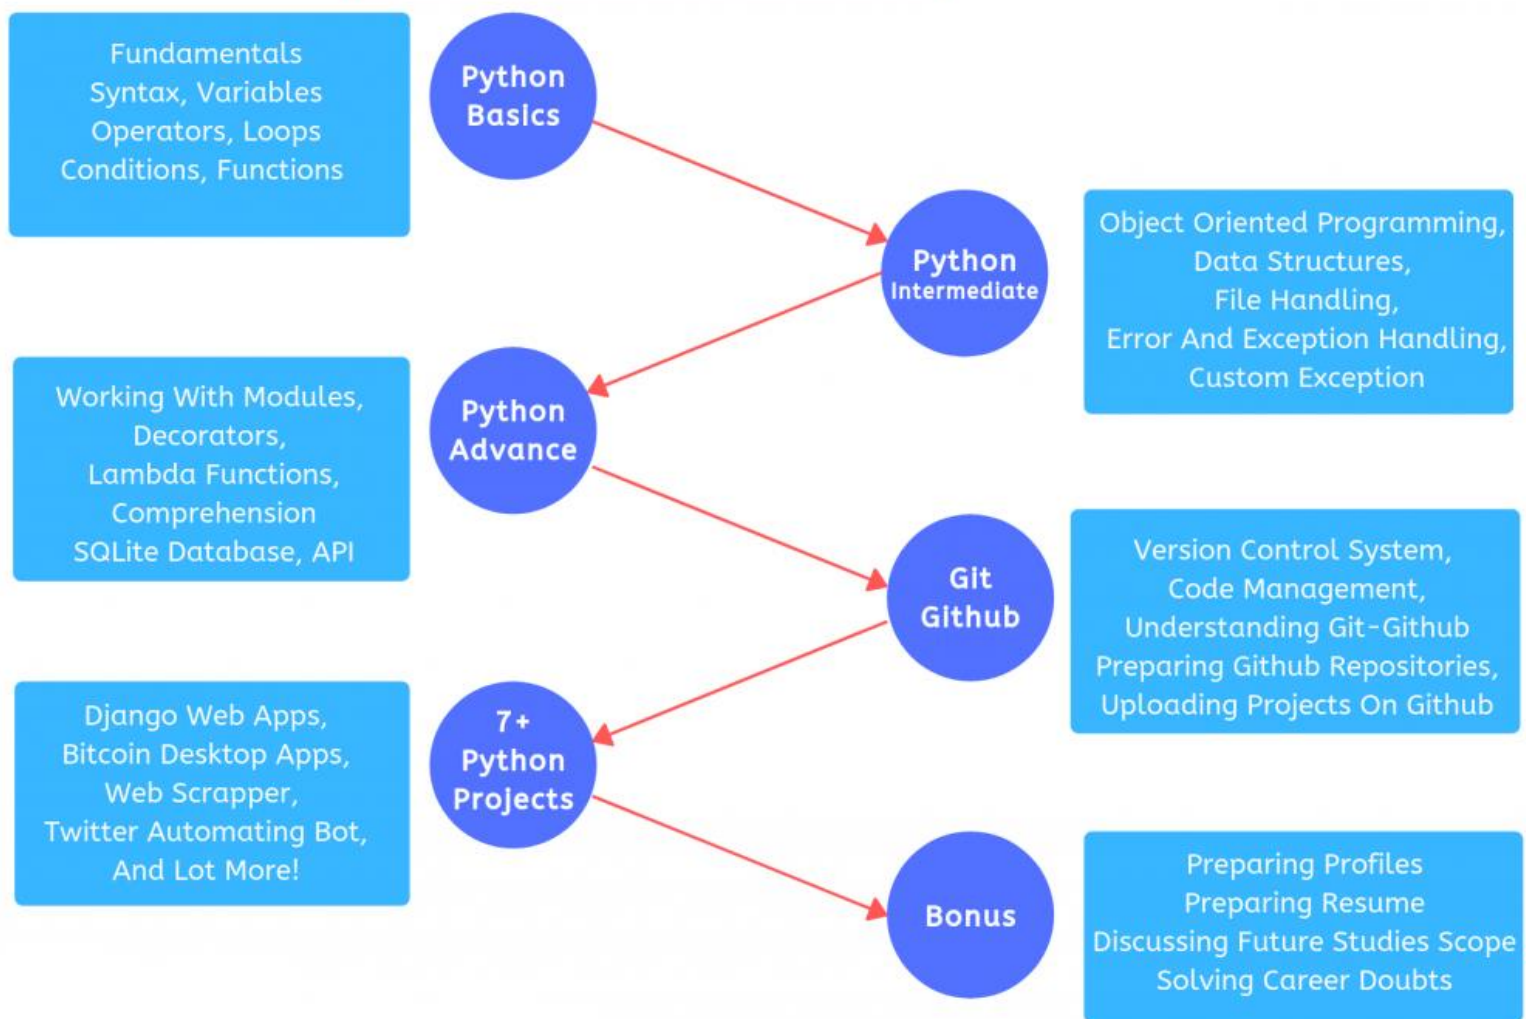 Fundamentals
Syntax, Variables
Operators, Loops
Conditions, Functions
Python
Basics
Python
Intermediate
Object Oriented Programming,
Data Structures,
File Handling,
Error And Exception Handling,
Custom Exception
Working With Modules,
Decorators,
Lambda Functions,
Comprehension
SQLite Database, API
Python
Advance
Git
Github
Version Control System,
Code Management,
Understanding Git-Github
Preparing Github Repositories,
Uploading Projects On Github
Django Web Apps,
Bitcoin Desktop Apps,
Web Scrapper,
Twitter Automating Bot,
And Lot More!
7+
Python
Projects
Bonus
Preparing Profiles
Preparing Resume
Discussing Future Studies Scope
Solving Career Doubts